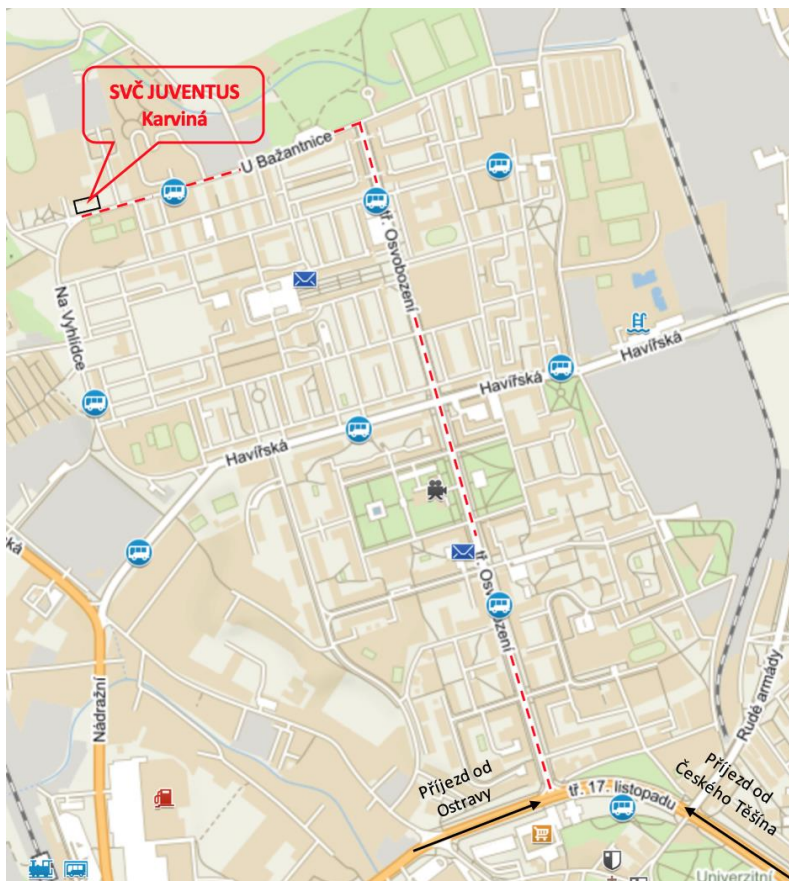 SVČ JUVENTUS
Karviná
U Bažantnice
tř. Osvobození
Na Vyhlídce
Havířská
Havířská
Havířská
ká
tř. Osvobození
Nádražní
Rudé armády
Příjezd od
Ostravy
tř. 17. listopadu
Příjezd od
Českého Těšína
Univerzitní